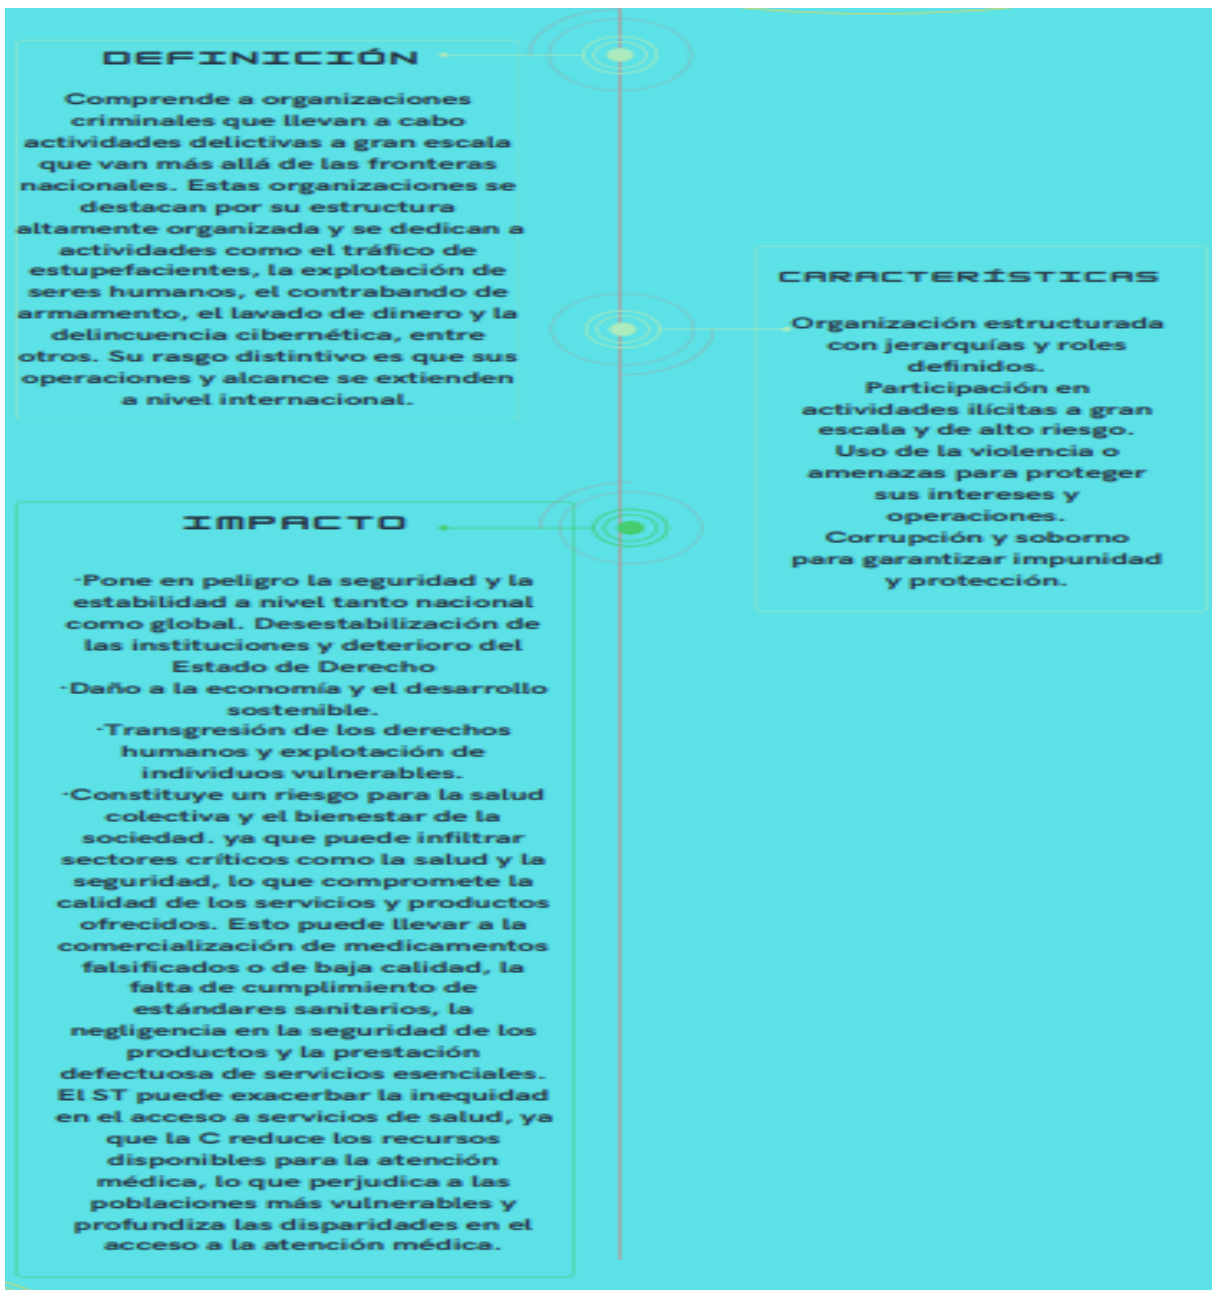 DEFINICIÓN
Comprende a organizaciones
criminales que llevan a cabo
actividades delictivas a gran escala
que van más allá de las fronteras
nacionales. Estas organizaciones se
destacan por su estructura
altamente organizada y se dedican a
actividades como el tráfico de
estupefacientes, la explotación de
seres humanos, el contrabando de
armamento, el lavado de dinero y la
delincuencia cibernética, entre
otros. Su rasgo distintivo es que sus
operaciones y alcance se extienden
a nivel internacional.
CARACTERÍSTICAS
Organización estructurada
con jerarquías y roles
definidos.
Participación en
actividades ilícitas a gran
escala y de alto riesgo.
Uso de la violencia o
amenazas para proteger
sus intereses y
operaciones.
Corrupción y soborno
para garantizar impunidad
y protección.
IMPACTO
·Pone en peligro la seguridad y la
estabilidad a nivel tanto nacional
como global. Desestabilización de
las instituciones y deterioro del
Estado de Derecho
·Daño a la economía y el desarrollo
sostenible.
·Transgresión de los derechos
humanos y explotación de
individuos vulnerables.
·Constituye un riesgo para la salud
colectiva y el bienestar de la
sociedad. ya que puede infiltrar
sectores críticos como la salud y la
seguridad, lo que compromete la
calidad de los servicios y productos
ofrecidos. Esto puede llevar a la
comercialización de medicamentos
falsificados o de baja calidad, la
falta de cumplimiento de
estándares sanitarios, la
negligencia en la seguridad de los
productos y la prestación
defectuosa de servicios esenciales.
El ST puede exacerbar la inequidad
en el acceso a servicios de salud, ya
que la C reduce los recursos
disponibles para la atención
médica, lo que perjudica a las
poblaciones más vulnerables y
profundiza las disparidades en el
acceso a la atención médica.